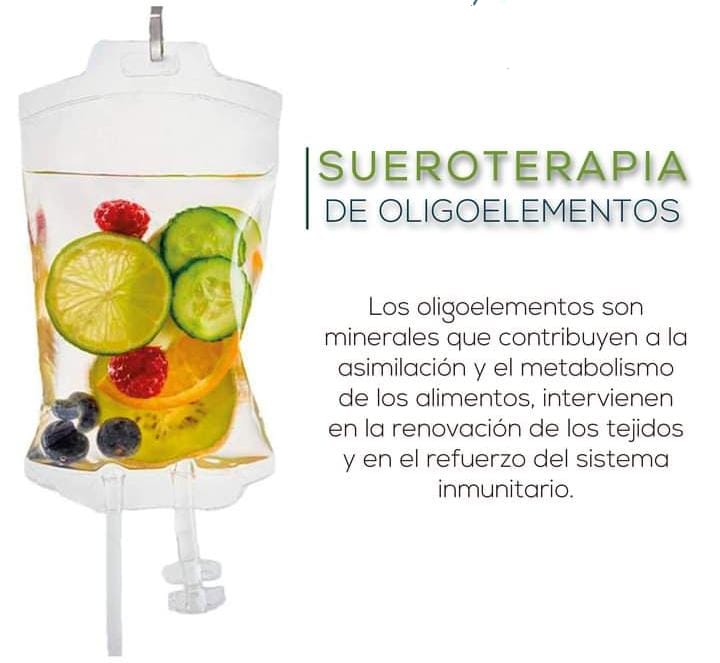 SUEROTERAPIA
DE OLIGOELEMENTOS
Los oligoelementos son
minerales que contribuyen a la
asimilación y el metabolismo
de los alimentos, intervienen
en la renovación de los tejidos
y en el refuerzo del sistema
inmunitario.